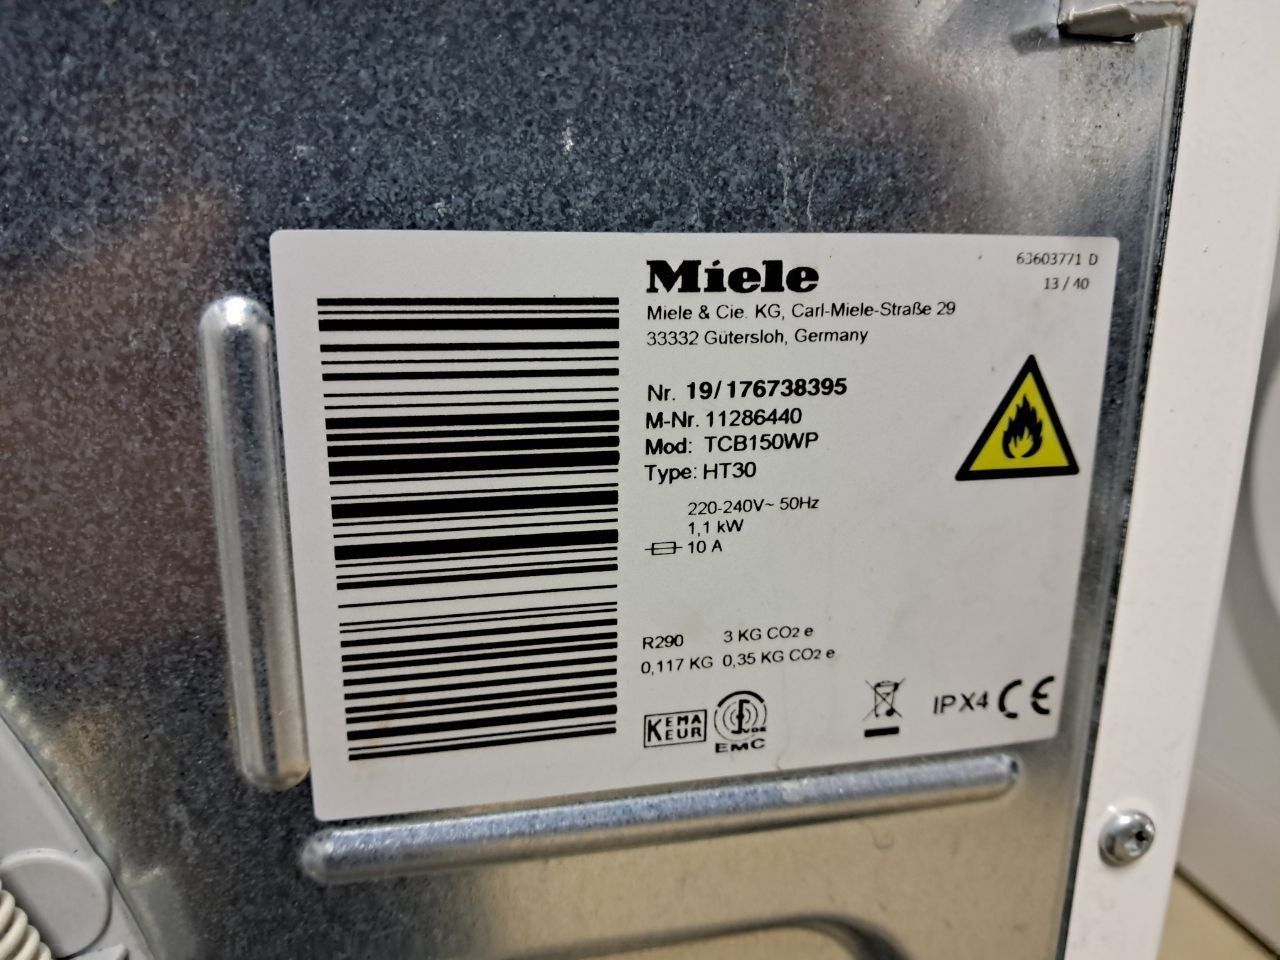 Miele
63603771 D
13 / 40
Miele & Cie. KG, Carl-Miele-Straße 29
33332 Gütersloh, Germany
Nr. 19/176738395
M-Nr. 11286440
Mod: TCB150WP
Type: HT30
220-240V~ 50Hz
1,1 kW
10 A
R290 3 KG CO2 e
0,117 KG 0,35 KG CO2 e
KEMA
KEUR
VDE
EMC
IPX4 CE